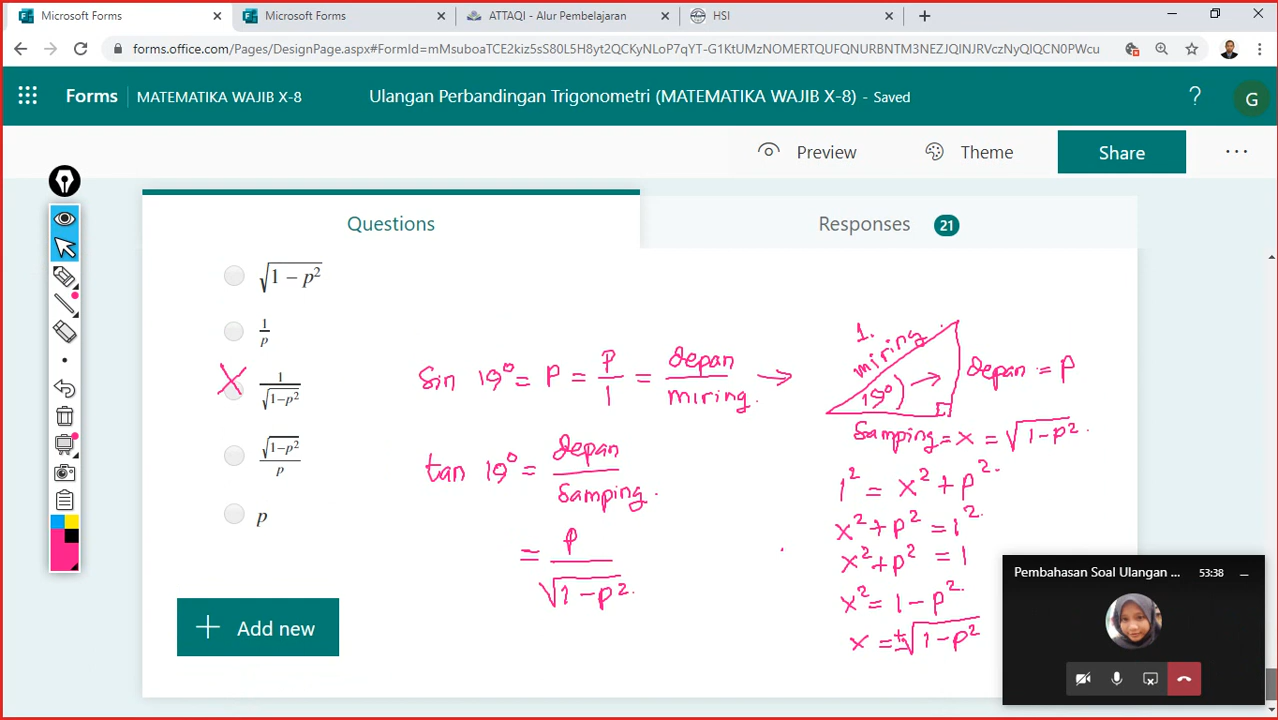 Microsoft Forms
Microsoft Forms
ATTAQI - Alur Pembelajaran
HSI
forms.office.com/Pages/DesignPage.aspx#FormId=mMsuboaTCE2kiz5sS80L5H8yt2QCKyNLoP7qYT-G1KtUMzNOMERTQUFQNURBNTM3NEZJQlNJRVczNyQlQCN0PWcu
Forms
MATEMATIKA WAJIB X-8
Ulangan Perbandingan Trigonometri (MATEMATIKA WAJIB X-8) - Saved
?
G
Preview
Theme
Share
Questions
Responses 21
√(1 − p²)
1/p
X 1/√(1−p²)
√(1−p²)/p
p
Add new
sin 19° = p = p/1 = depan/miring →
tan 19° = depan/samping
= p/√(1−p²)
1.
miring
19°
depan = p
samping = x = √(1−p²)
1² = x² + p²
x² + p² = 1²
x² + p² = 1
x² = 1 − p²
x = ±√(1−p²)
Pembahasan Soal Ulangan ...
53:38